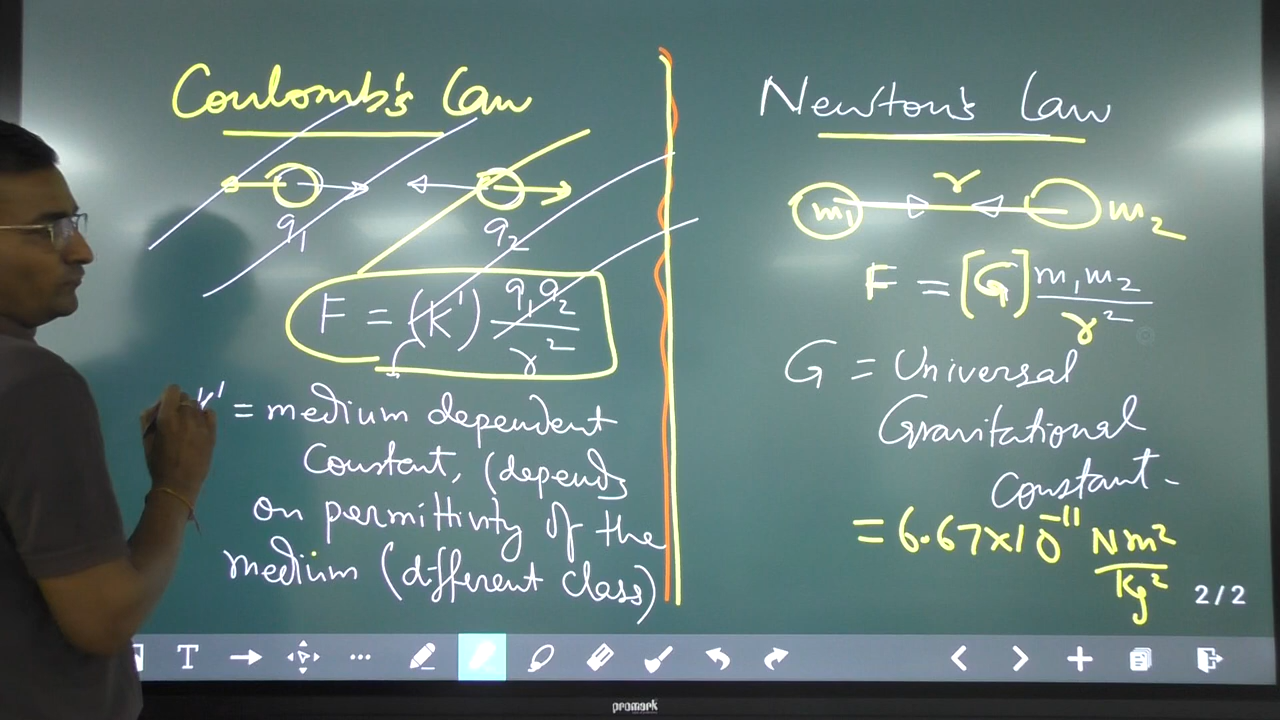 Coulomb's Law
q₁ q₂
F = (K') q₁q₂ / r²
K' = medium dependent
Constant, (depends
on permittivity of the
medium (different class)
Newton's Law
m₁ r m₂
F = [G] m₁m₂ / r²
G = Universal
Gravitational
constant-
= 6.67×10⁻¹¹ Nm² / Kg²
2/2
T
promark